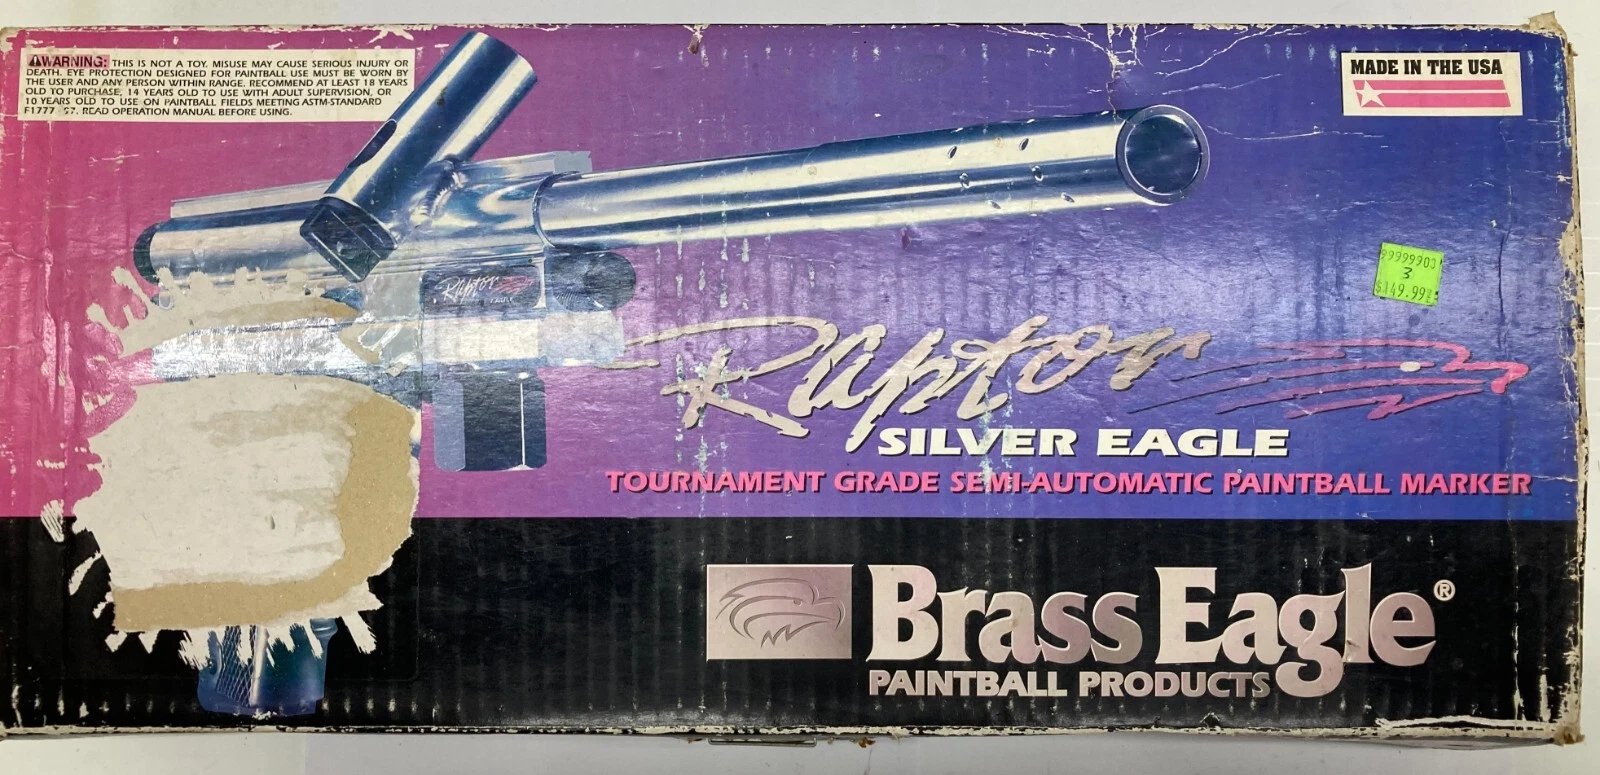 WARNING: THIS IS NOT A TOY. MISUSE MAY CAUSE SERIOUS INJURY OR
DEATH. EYE PROTECTION DESIGNED FOR PAINTBALL USE MUST BE WORN BY
THE USER AND ANY PERSON WITHIN RANGE. RECOMMEND AT LEAST 18 YEARS
OLD TO PURCHASE, 14 YEARS OLD TO USE WITH ADULT SUPERVISION, OR
10 YEARS OLD TO USE ON PAINTBALL FIELDS MEETING ASTM-STANDARD
F1777-97. READ OPERATION MANUAL BEFORE USING.
MADE IN THE USA
99999903
3
$149.99
Raptor
EAGLE
Raptor
SILVER EAGLE
TOURNAMENT GRADE SEMI-AUTOMATIC PAINTBALL MARKER
Brass Eagle®
PAINTBALL PRODUCTS